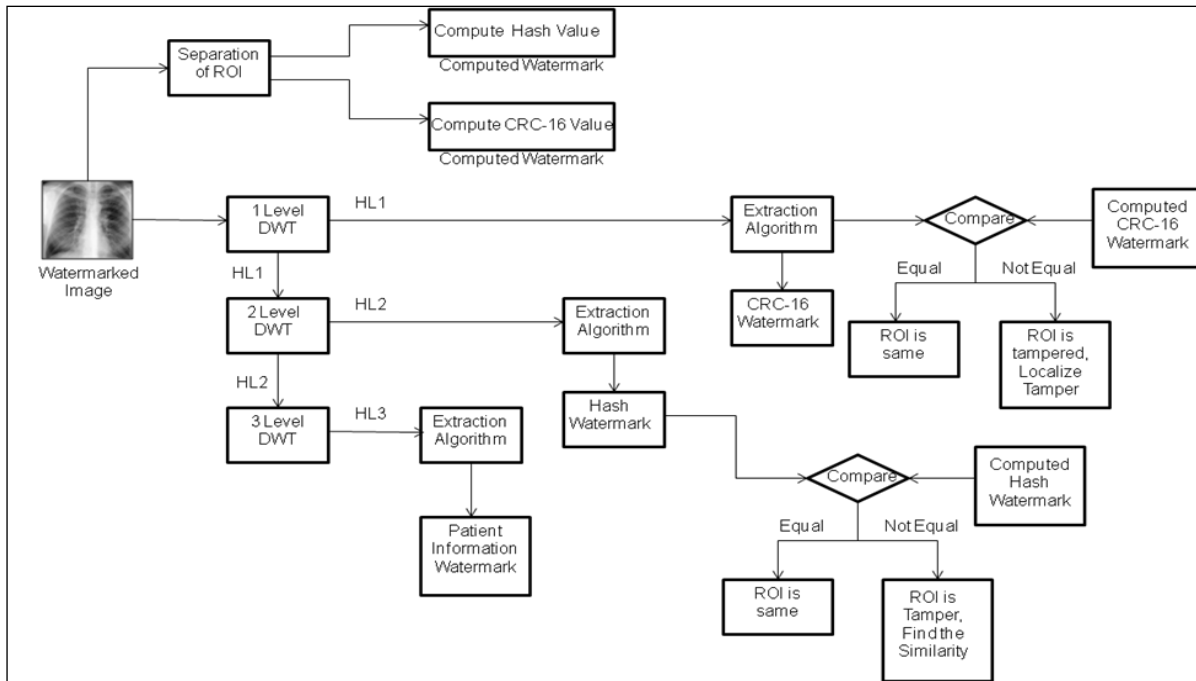 Separation
of ROI
Compute Hash Value
Computed Watermark
Compute CRC-16 Value
Computed Watermark
Watermarked
Image
1 Level
DWT
HL1
Extraction
Algorithm
Compare
Computed
CRC-16
Watermark
HL1
Equal
Not Equal
CRC-16
Watermark
ROI is
same
ROI is
tampered,
Localize
Tamper
2 Level
DWT
HL2
Extraction
Algorithm
HL2
Hash
Watermark
3 Level
DWT
HL3
Extraction
Algorithm
Compare
Computed
Hash
Watermark
Equal
Not Equal
Patient
Information
Watermark
ROI is
same
ROI is
Tamper,
Find the
Similarity